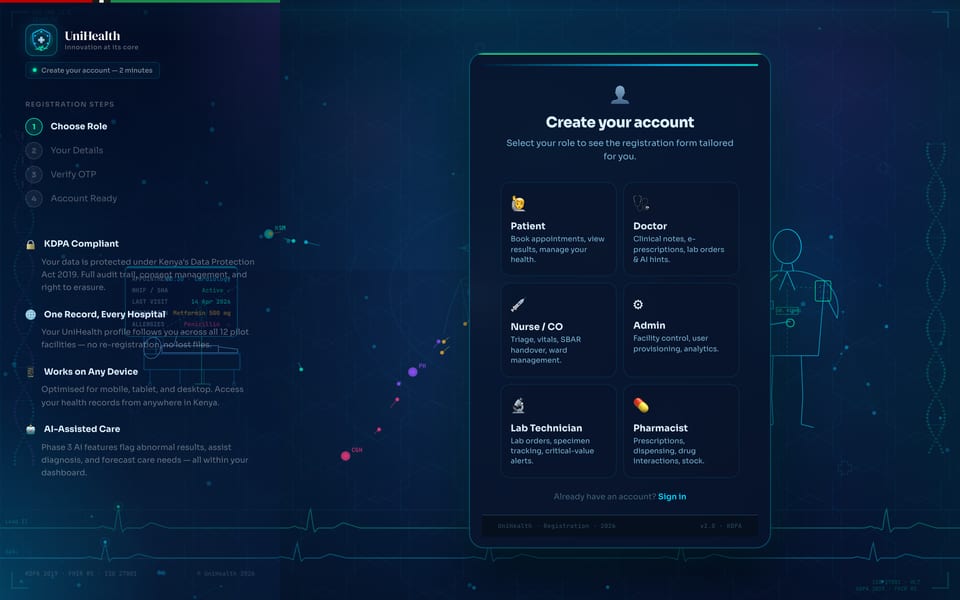 UniHealth
Innovation at its core
Create your account — 2 minutes
REGISTRATION STEPS
1 Choose Role
2 Your Details
3 Verify OTP
4 Account Ready
KDPA Compliant
Your data is protected under Kenya's Data Protection
Act 2019. Full audit trail, consent management, and
right to erasure.
NHIF / SHA Active ✓
LAST VISIT 14 Apr 2026
Metformin 500 mg
ALLERGIES Penicillin
One Record, Every Hospital
Your UniHealth profile follows you across all 12 pilot
facilities — no re-registration, no lost files.
Works on Any Device
Optimised for mobile, tablet, and desktop. Access
your health records from anywhere in Kenya.
AI-Assisted Care
Phase 3 AI features flag abnormal results, assist
diagnosis, and forecast care needs — all within your
dashboard.
Lead II
KDPA 2019 · FHIR R5 · ISO 27001
© UniHealth 2026
KSM
PH
CGH
Create your account
Select your role to see the registration form tailored
for you.
Patient
Book appointments, view
results, manage your
health.
Doctor
Clinical notes, e-
prescriptions, lab orders
& AI hints.
Nurse / CO
Triage, vitals, SBAR
handover, ward
management.
Admin
Facility control, user
provisioning, analytics.
Lab Technician
Lab orders, specimen
tracking, critical-value
alerts.
Pharmacist
Prescriptions,
dispensing, drug
interactions, stock.
Already have an account? Sign in
UniHealth · Registration · 2026
v2.0 · KDPA